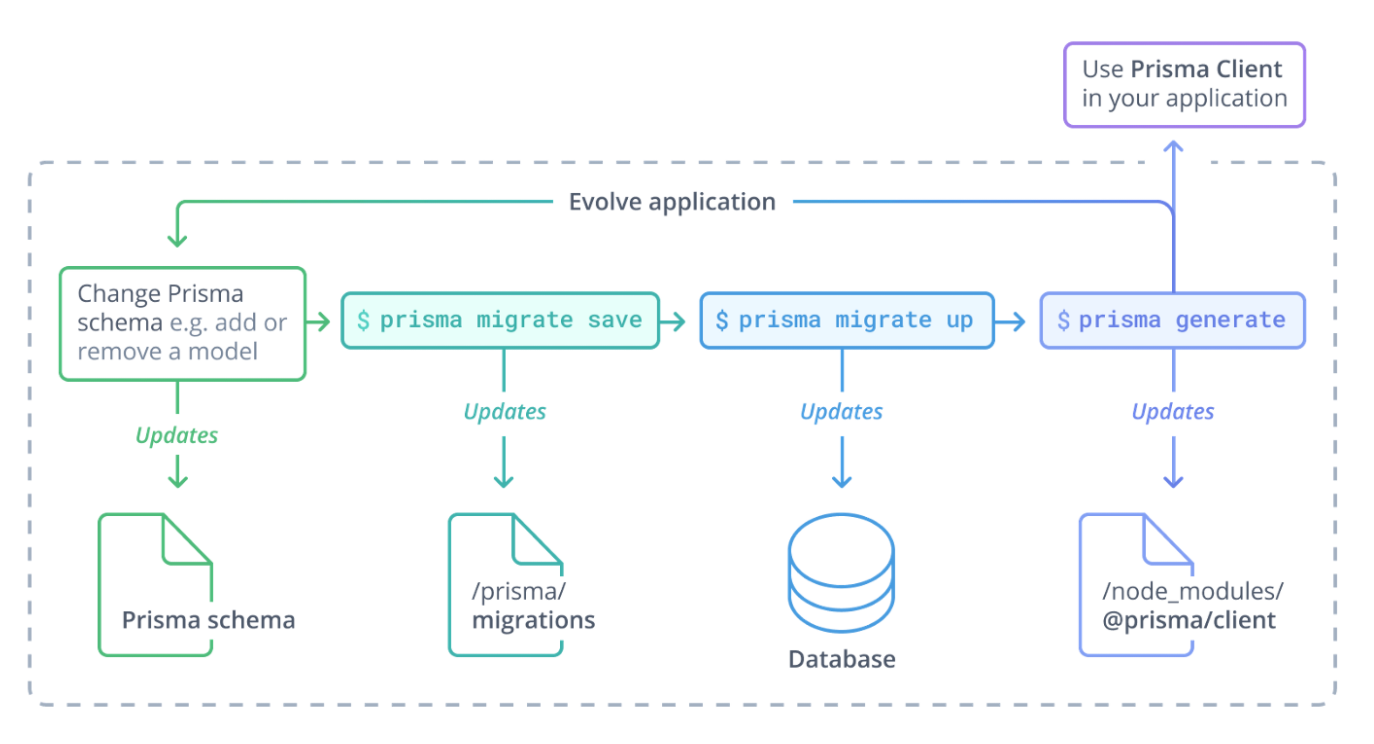 Use Prisma Client
in your application
Evolve application
Change Prisma
schema e.g. add or
remove a model
$ prisma migrate save
$ prisma migrate up
$ prisma generate
Updates
Updates
Updates
Updates
Prisma schema
/prisma/
migrations
Database
/node_modules/
@prisma/client